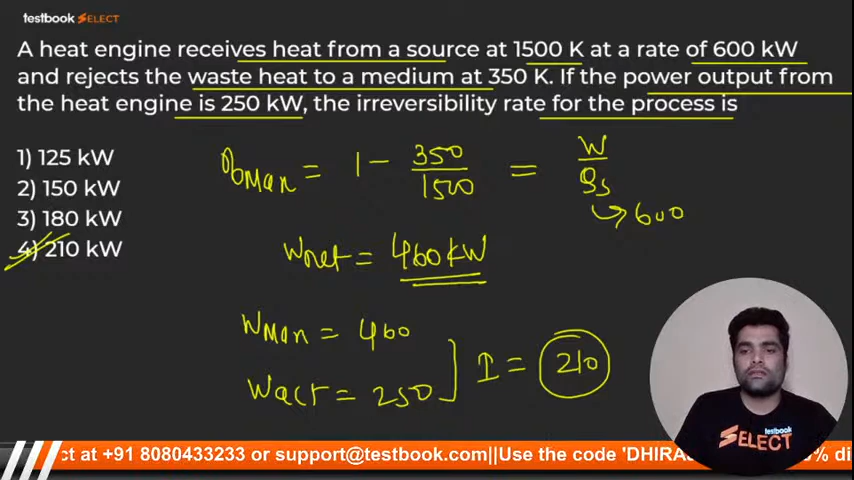 testbook SELECT
A heat engine receives heat from a source at 1500 K at a rate of 600 kW
and rejects the waste heat to a medium at 350 K. If the power output from
the heat engine is 250 kW, the irreversibility rate for the process is
1) 125 kW
2) 150 kW
3) 180 kW
4) 210 kW
ηmax = 1 - 350/1500 = W/Qs
→ 600
Wnet = 460 kW
Wmax = 460
Wact = 250
I = 210
testbook
SELECT
ct at +91 8080433233 or support@testbook.com||Use the code 'DHIRA 0% di